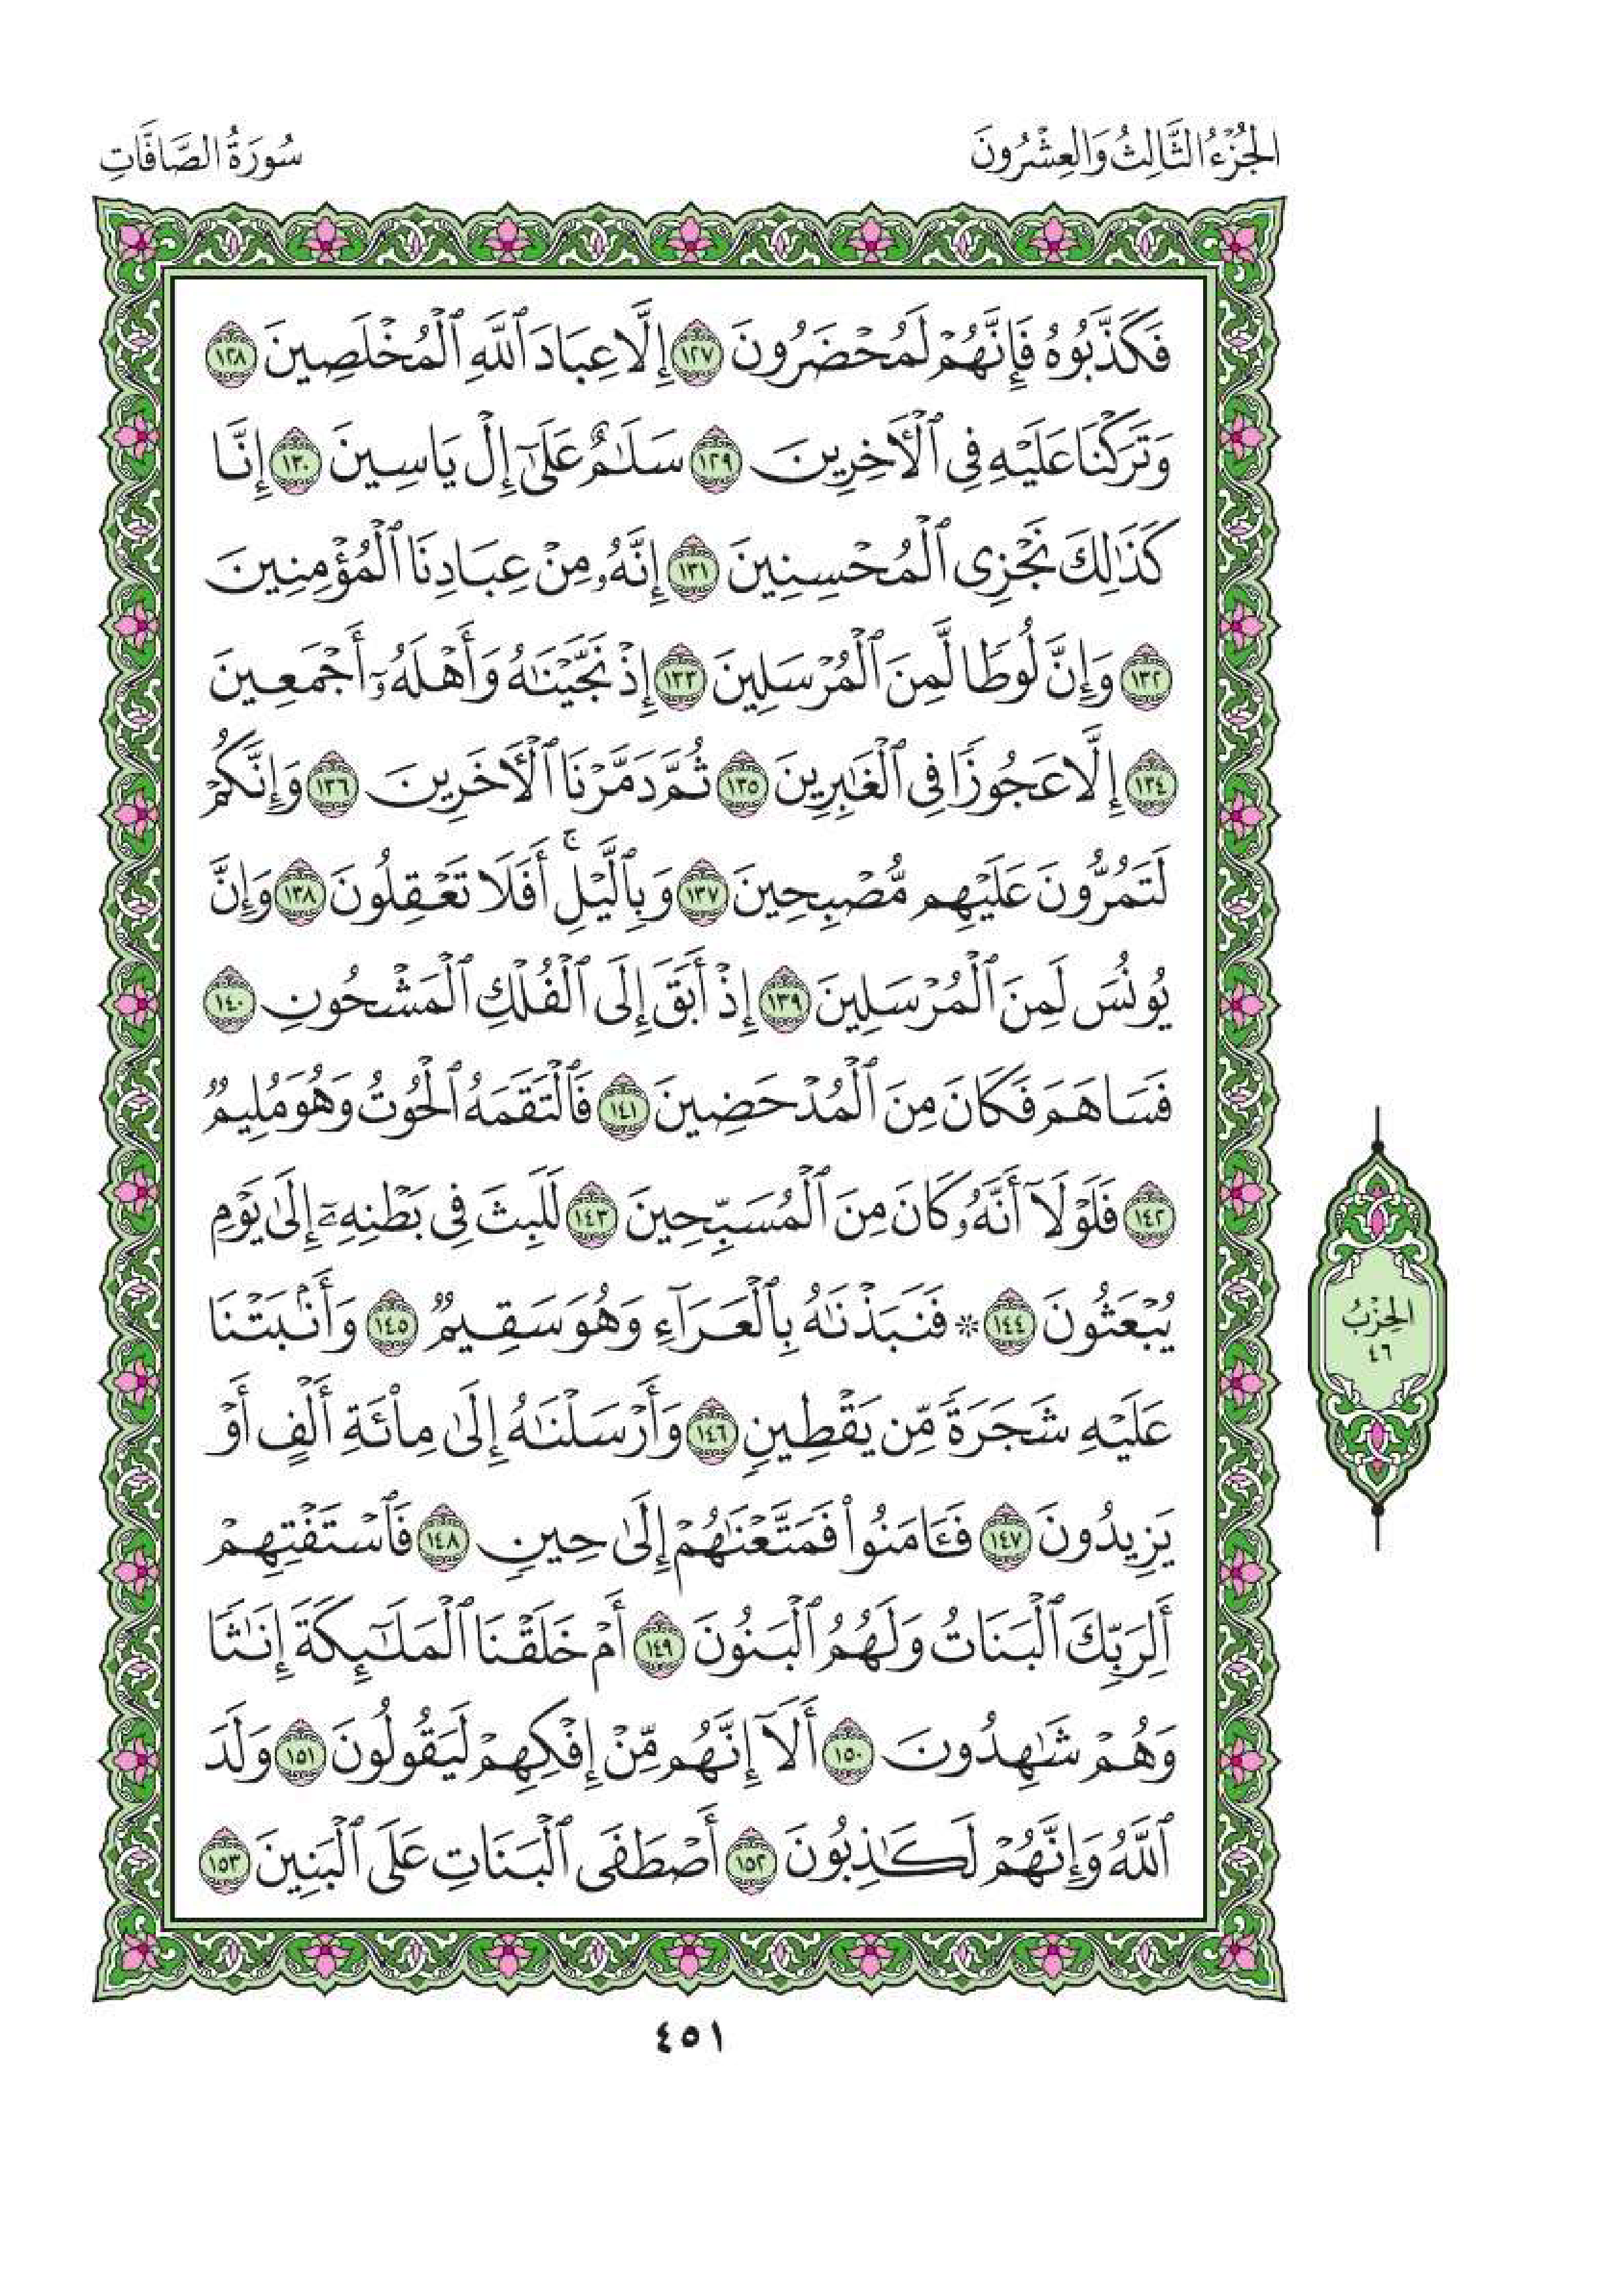 الجُزْءُ الثَّالِثُ وَالعِشْرُونَ
سُورَةُ الصَّافَّاتِ
فَكَذَّبُوهُ فَإِنَّهُمْ لَمُحْضَرُونَ ١٢٧ إِلَّا عِبَادَ ٱللَّهِ ٱلْمُخْلَصِينَ ١٢٨
وَتَرَكْنَا عَلَيْهِ فِى ٱلْأَخِرِينَ ١٢٩ سَلَـٰمٌ عَلَىٰٓ إِلْ يَاسِينَ ١٣٠ إِنَّا
كَذَٰلِكَ نَجْزِى ٱلْمُحْسِنِينَ ١٣١ إِنَّهُۥ مِنْ عِبَادِنَا ٱلْمُؤْمِنِينَ
١٣٢ وَإِنَّ لُوطًا لَّمِنَ ٱلْمُرْسَلِينَ ١٣٣ إِذْ نَجَّيْنَـٰهُ وَأَهْلَهُۥٓ أَجْمَعِينَ
١٣٤ إِلَّا عَجُوزًا فِى ٱلْغَـٰبِرِينَ ١٣٥ ثُمَّ دَمَّرْنَا ٱلْأَخَرِينَ ١٣٦ وَإِنَّكُمْ
لَتَمُرُّونَ عَلَيْهِم مُّصْبِحِينَ ١٣٧ وَبِٱلَّيْلِ ۚ أَفَلَا تَعْقِلُونَ ١٣٨ وَإِنَّ
يُونُسَ لَمِنَ ٱلْمُرْسَلِينَ ١٣٩ إِذْ أَبَقَ إِلَى ٱلْفُلْكِ ٱلْمَشْحُونِ ١٤٠
فَسَاهَمَ فَكَانَ مِنَ ٱلْمُدْحَضِينَ ١٤١ فَٱلْتَقَمَهُ ٱلْحُوتُ وَهُوَ مُلِيمٌ
١٤٢ فَلَوْلَآ أَنَّهُۥ كَانَ مِنَ ٱلْمُسَبِّحِينَ ١٤٣ لَلَبِثَ فِى بَطْنِهِۦٓ إِلَىٰ يَوْمِ
يُبْعَثُونَ ١٤٤ * فَنَبَذْنَـٰهُ بِٱلْعَرَآءِ وَهُوَ سَقِيمٌ ١٤٥ وَأَنۢبَتْنَا
عَلَيْهِ شَجَرَةً مِّن يَقْطِينٍ ١٤٦ وَأَرْسَلْنَـٰهُ إِلَىٰ مِا۟ئَةِ أَلْفٍ أَوْ
يَزِيدُونَ ١٤٧ فَـَٔامَنُوا۟ فَمَتَّعْنَـٰهُمْ إِلَىٰ حِينٍ ١٤٨ فَٱسْتَفْتِهِمْ
أَلِرَبِّكَ ٱلْبَنَاتُ وَلَهُمُ ٱلْبَنُونَ ١٤٩ أَمْ خَلَقْنَا ٱلْمَلَـٰٓئِكَةَ إِنَـٰثًا
وَهُمْ شَـٰهِدُونَ ١٥٠ أَلَآ إِنَّهُم مِّنْ إِفْكِهِمْ لَيَقُولُونَ ١٥١ وَلَدَ
ٱللَّهُ وَإِنَّهُمْ لَكَـٰذِبُونَ ١٥٢ أَصْطَفَى ٱلْبَنَاتِ عَلَى ٱلْبَنِينَ ١٥٣
الحِزْبُ
٤٦
٤٥١